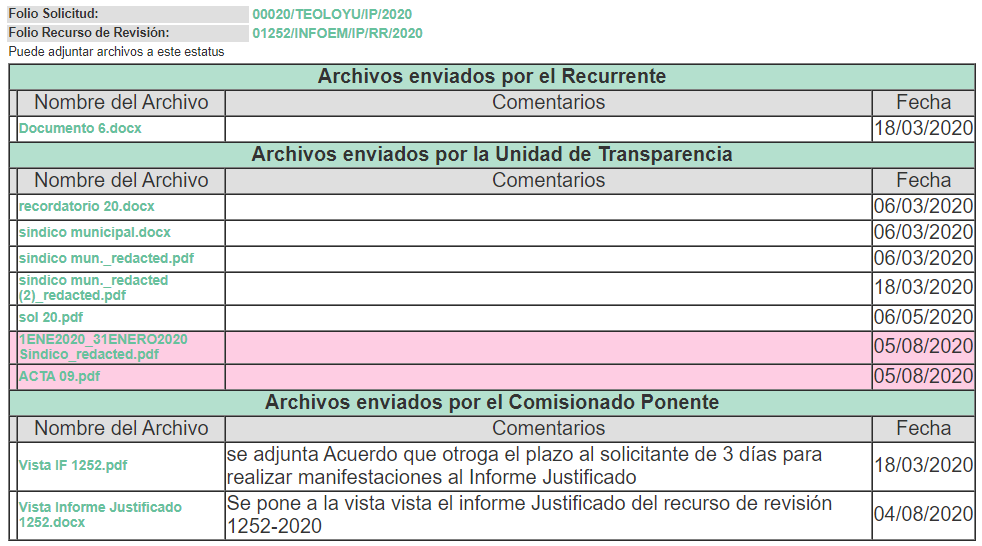 Folio Solicitud: 00020/TEOLOYU/IP/2020
Folio Recurso de Revisión: 01252/INFOEM/IP/RR/2020
Puede adjuntar archivos a este estatus
Archivos enviados por el Recurrente
Nombre del Archivo Comentarios Fecha
Documento 6.docx 18/03/2020
Archivos enviados por la Unidad de Transparencia
Nombre del Archivo Comentarios Fecha
recordatorio 20.docx 06/03/2020
sindico municipal.docx 06/03/2020
sindico mun._redacted.pdf 06/03/2020
sindico mun._redacted
(2)_redacted.pdf 18/03/2020
sol 20.pdf 06/05/2020
1ENE2020_31ENERO2020
Sindico_redacted.pdf 05/08/2020
ACTA 09.pdf 05/08/2020
Archivos enviados por el Comisionado Ponente
Nombre del Archivo Comentarios Fecha
Vista IF 1252.pdf se adjunta Acuerdo que otroga el plazo al solicitante de 3 días para
realizar manifestaciones al Informe Justificado 18/03/2020
Vista Informe Justificado
1252.docx Se pone a la vista vista el informe Justificado del recurso de revisión
1252-2020 04/08/2020